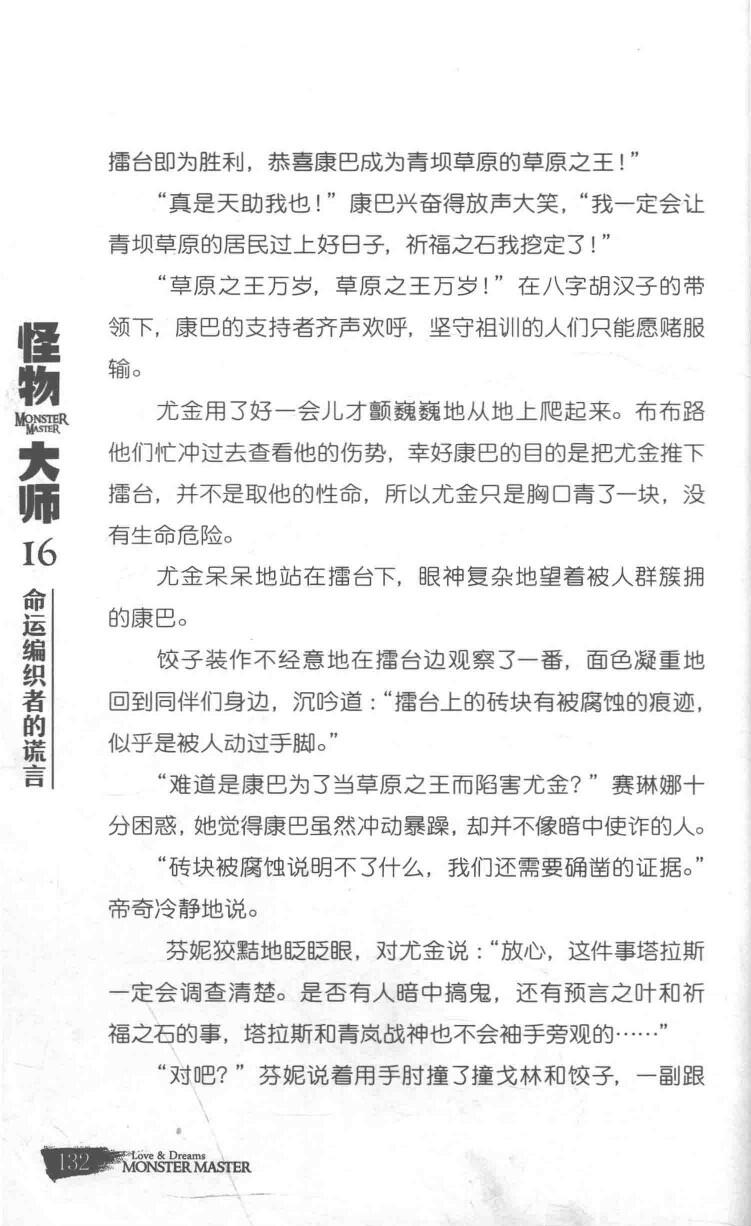 擂台即为胜利，恭喜康巴成为青坝草原的草原之王！”
“真是天助我也！”康巴兴奋得放声大笑，“我一定会让
青坝草原的居民过上好日子，祈福之石我挖定了！”
“草原之王万岁，草原之王万岁！”在八字胡汉子的带
领下，康巴的支持者齐声欢呼，坚守祖训的人们只能愿赌服
输。
尤金用了好一会儿才颤巍巍地从地上爬起来。布布路
他们忙冲过去查看他的伤势，幸好康巴的目的是把尤金推下
擂台，并不是取他的性命，所以尤金只是胸口青了一块，没
有生命危险。
尤金呆呆地站在擂台下，眼神复杂地望着被人群簇拥
的康巴。
饺子装作不经意地在擂台边观察了一番，面色凝重地
回到同伴们身边，沉吟道：“擂台上的砖块有被腐蚀的痕迹，
似乎是被人动过手脚。”
“难道是康巴为了当草原之王而陷害尤金？”赛琳娜十
分困惑，她觉得康巴虽然冲动暴躁，却并不像暗中使诈的人。
“砖块被腐蚀说明不了什么，我们还需要确凿的证据。”
帝奇冷静地说。
芬妮狡黠地眨眨眼，对尤金说：“放心，这件事塔拉斯
一定会调查清楚。是否有人暗中搞鬼，还有预言之叶和祈
福之石的事，塔拉斯和青岚战神也不会袖手旁观的……”
“对吧？”芬妮说着用手肘撞了撞戈林和饺子，一副跟
怪物
MONSTER
MASTER
大师
16
命运编织者的谎言
132
Love & Dreams
MONSTER MASTER